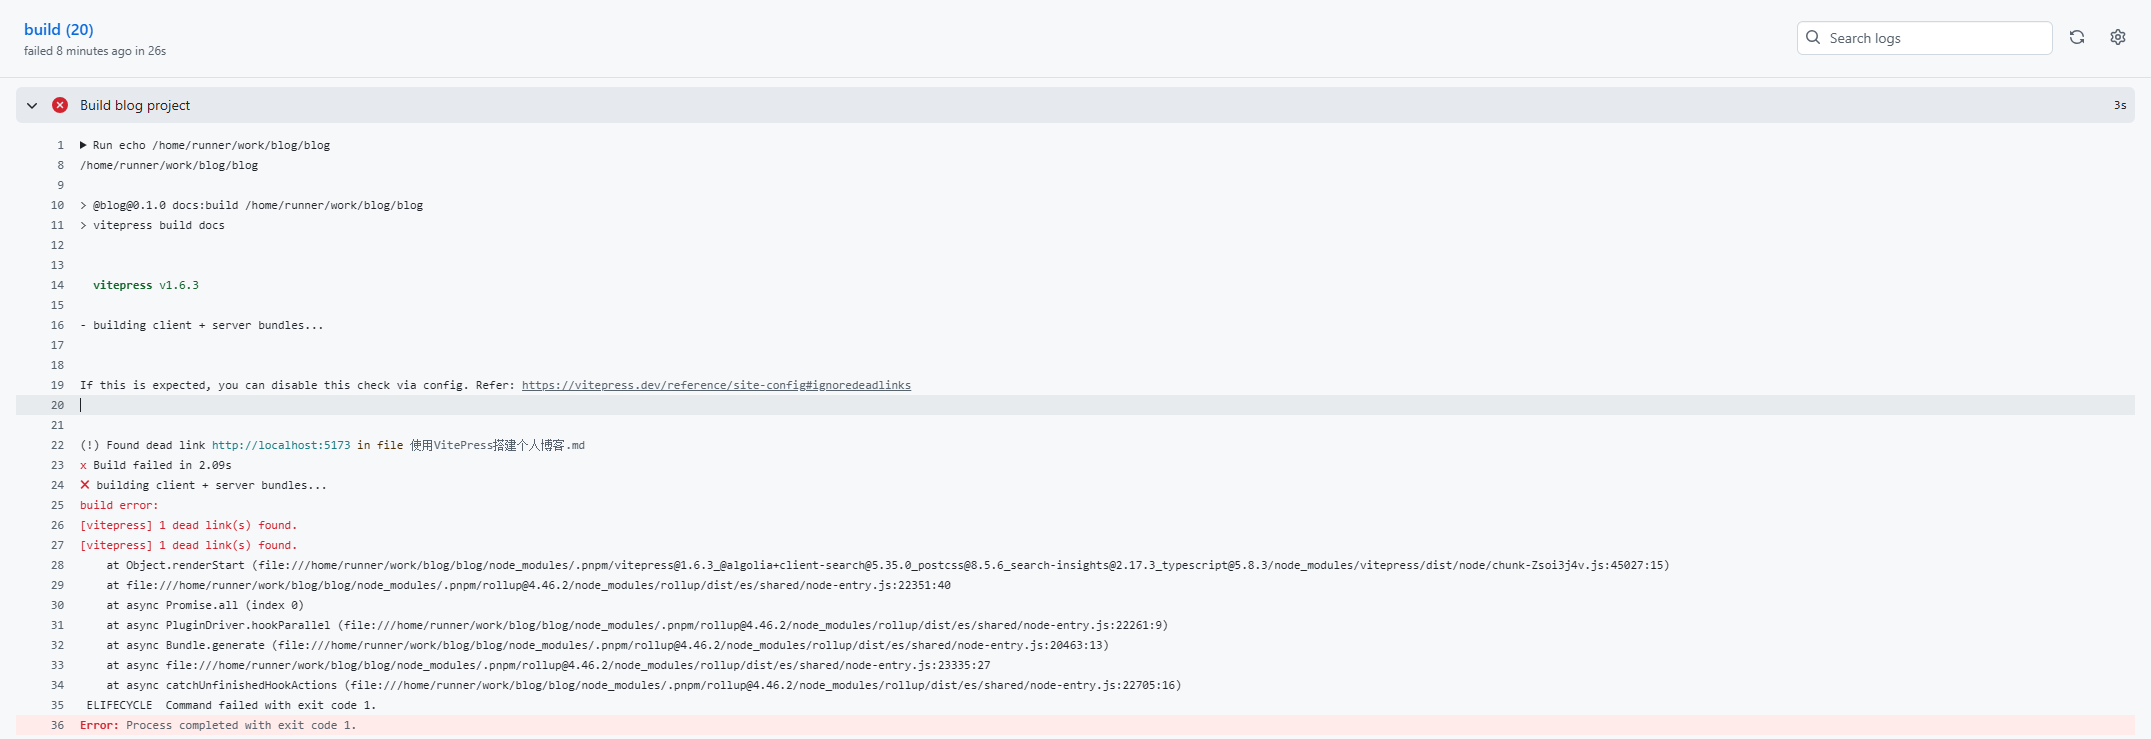 build (20)
failed 8 minutes ago in 26s
Search logs
Build blog project
3s
1 Run echo /home/runner/work/blog/blog
8 /home/runner/work/blog/blog
9
10 > @blog@0.1.0 docs:build /home/runner/work/blog/blog
11 > vitepress build docs
12
13
14 vitepress v1.6.3
15
16 - building client + server bundles...
17
18
19 If this is expected, you can disable this check via config. Refer: https://vitepress.dev/reference/site-config#ignoredeadlinks
20
21
22 (!) Found dead link http://localhost:5173 in file 使用VitePress搭建个人博客.md
23 x Build failed in 2.09s
24 ❌ building client + server bundles...
25 build error:
26 [vitepress] 1 dead link(s) found.
27 [vitepress] 1 dead link(s) found.
28 at Object.renderStart (file:///home/runner/work/blog/blog/node_modules/.pnpm/vitepress@1.6.3_@algolia+client-search@5.35.0_postcss@8.5.6_search-insights@2.17.3_typescript@5.8.3/node_modules/vitepress/dist/node/chunk-Zsoi3j4v.js:45027:15)
29 at file:///home/runner/work/blog/blog/node_modules/.pnpm/rollup@4.46.2/node_modules/rollup/dist/es/shared/node-entry.js:22351:40
30 at async Promise.all (index 0)
31 at async PluginDriver.hookParallel (file:///home/runner/work/blog/blog/node_modules/.pnpm/rollup@4.46.2/node_modules/rollup/dist/es/shared/node-entry.js:22261:9)
32 at async Bundle.generate (file:///home/runner/work/blog/blog/node_modules/.pnpm/rollup@4.46.2/node_modules/rollup/dist/es/shared/node-entry.js:20463:13)
33 at async file:///home/runner/work/blog/blog/node_modules/.pnpm/rollup@4.46.2/node_modules/rollup/dist/es/shared/node-entry.js:23335:27
34 at async catchUnfinishedHookActions (file:///home/runner/work/blog/blog/node_modules/.pnpm/rollup@4.46.2/node_modules/rollup/dist/es/shared/node-entry.js:22705:16)
35 ELIFECYCLE Command failed with exit code 1.
36 Error: Process completed with exit code 1.